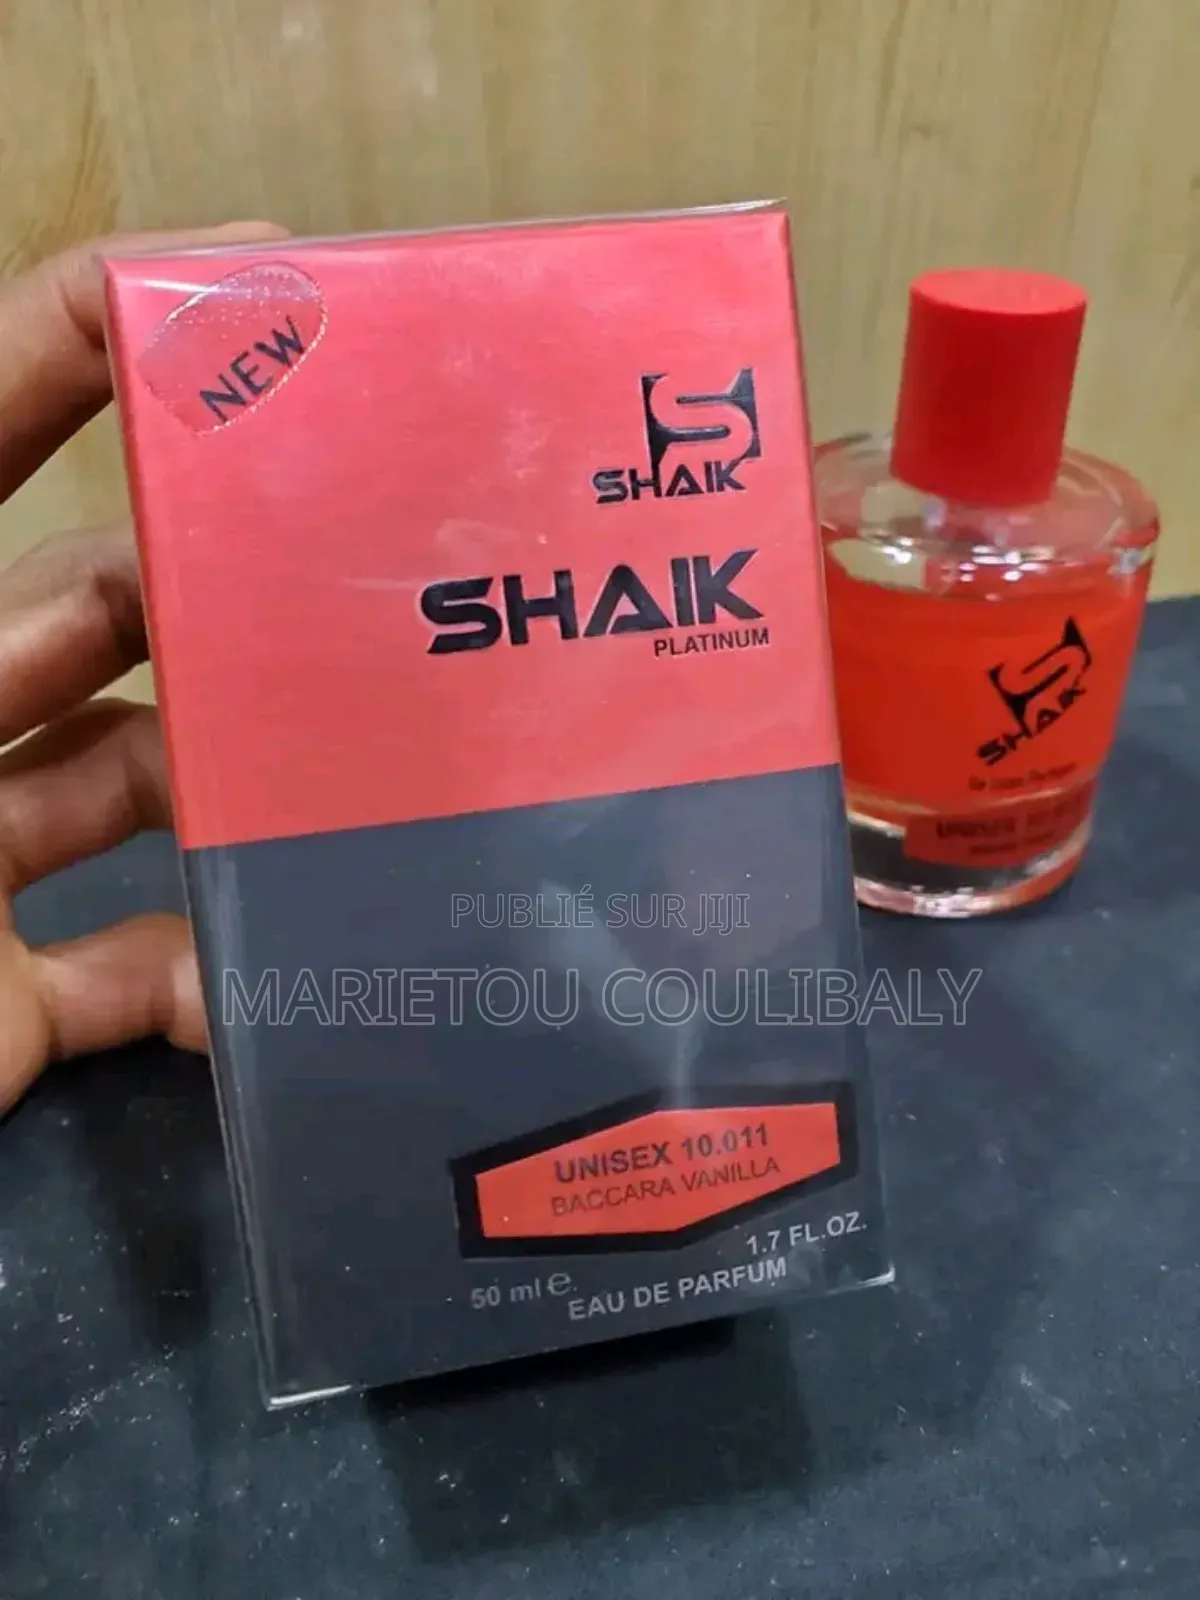 NEW
S
SHAIK
SHAIK
PLATINUM
PUBLIÉ SUR JIJI
MARIETOU COULIBALY
UNISEX 10.011
BACCARA VANILLA
1.7 FL.OZ.
50 ml e
EAU DE PARFUM
S
SHAIK
UNISEX